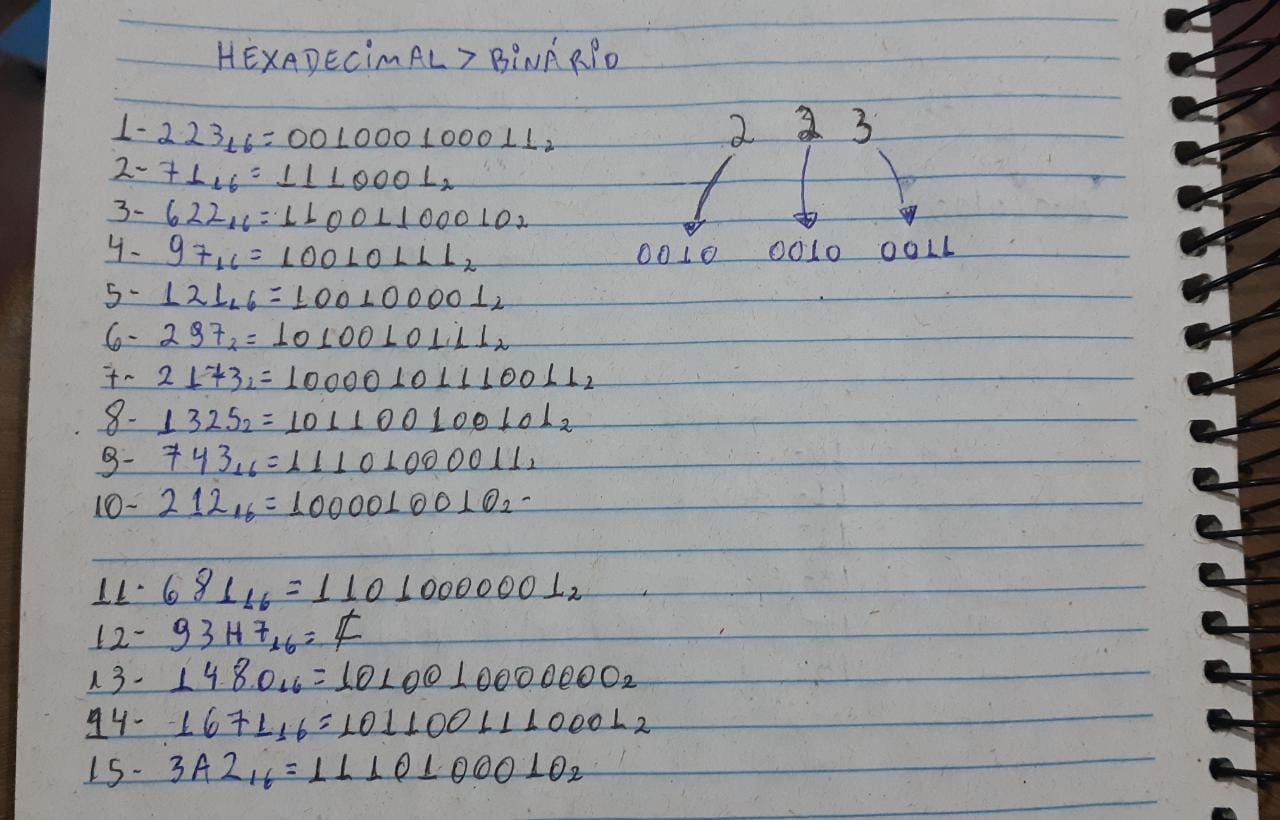 HEXADECIMAL > BINÁRIO
1- 223₁₆ = 001000100011₂
2 2 3
2- 71₁₆ = 1110001₂
3- 622₁₆ = 11001100010₂
0010 0010 0011
4- 97₁₆ = 10010111₂
5- 121₁₆ = 100100001₂
6- 297₂ = 1010010111₂
7- 2173₂ = 10000101110011₂
8- 1325₂ = 101100100101₂
9- 743₁₆ = 11101000011₂
10- 212₁₆ = 1000010010₂-
11- 681₁₆ = 11010000001₂
12- 93H7₁₆ =
13- 1480₁₆ = 1010010000000₂
14- 1671₁₆ = 1011001110001₂
15- 3A2₁₆ = 1110100010₂